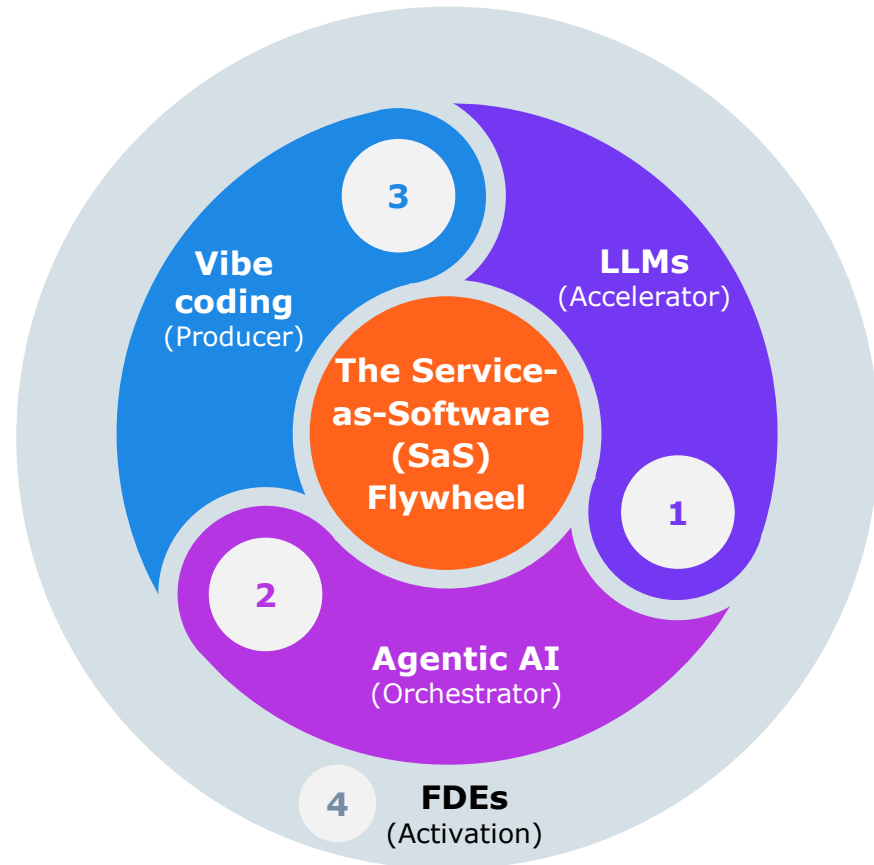 3
Vibe
coding
(Producer)
LLMs
(Accelerator)
The Service-
as-Software
(SaS)
Flywheel
1
2
Agentic AI
(Orchestrator)
4
FDEs
(Activation)